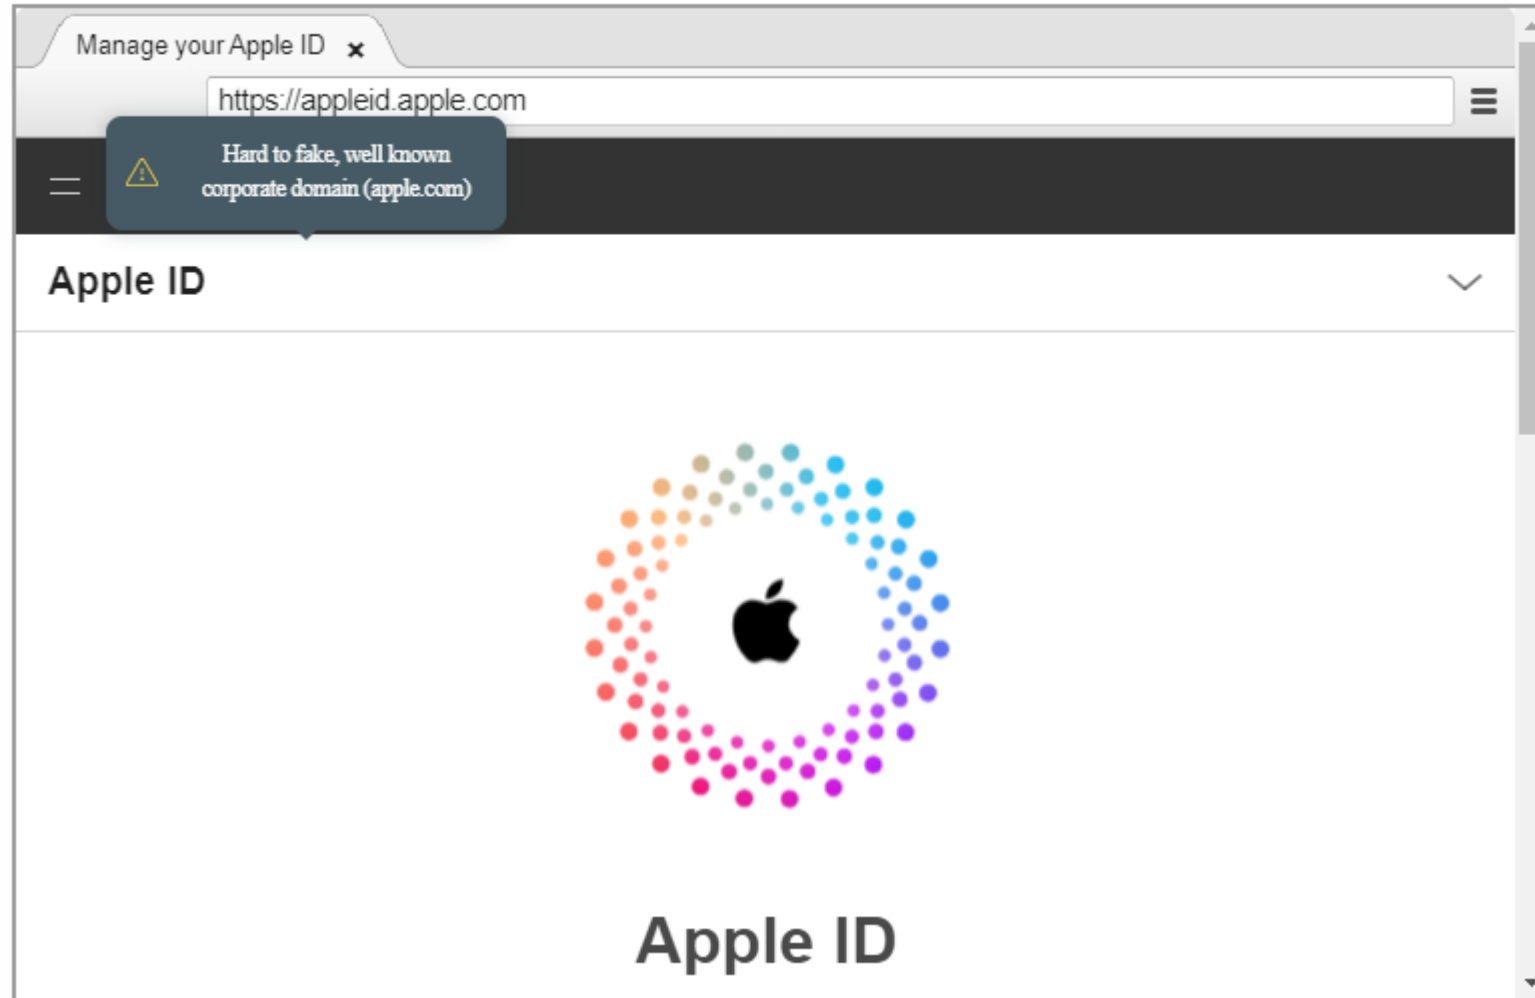 Manage your Apple ID
https://appleid.apple.com
Hard to fake, well known
corporate domain (apple.com)
Apple ID
Apple ID